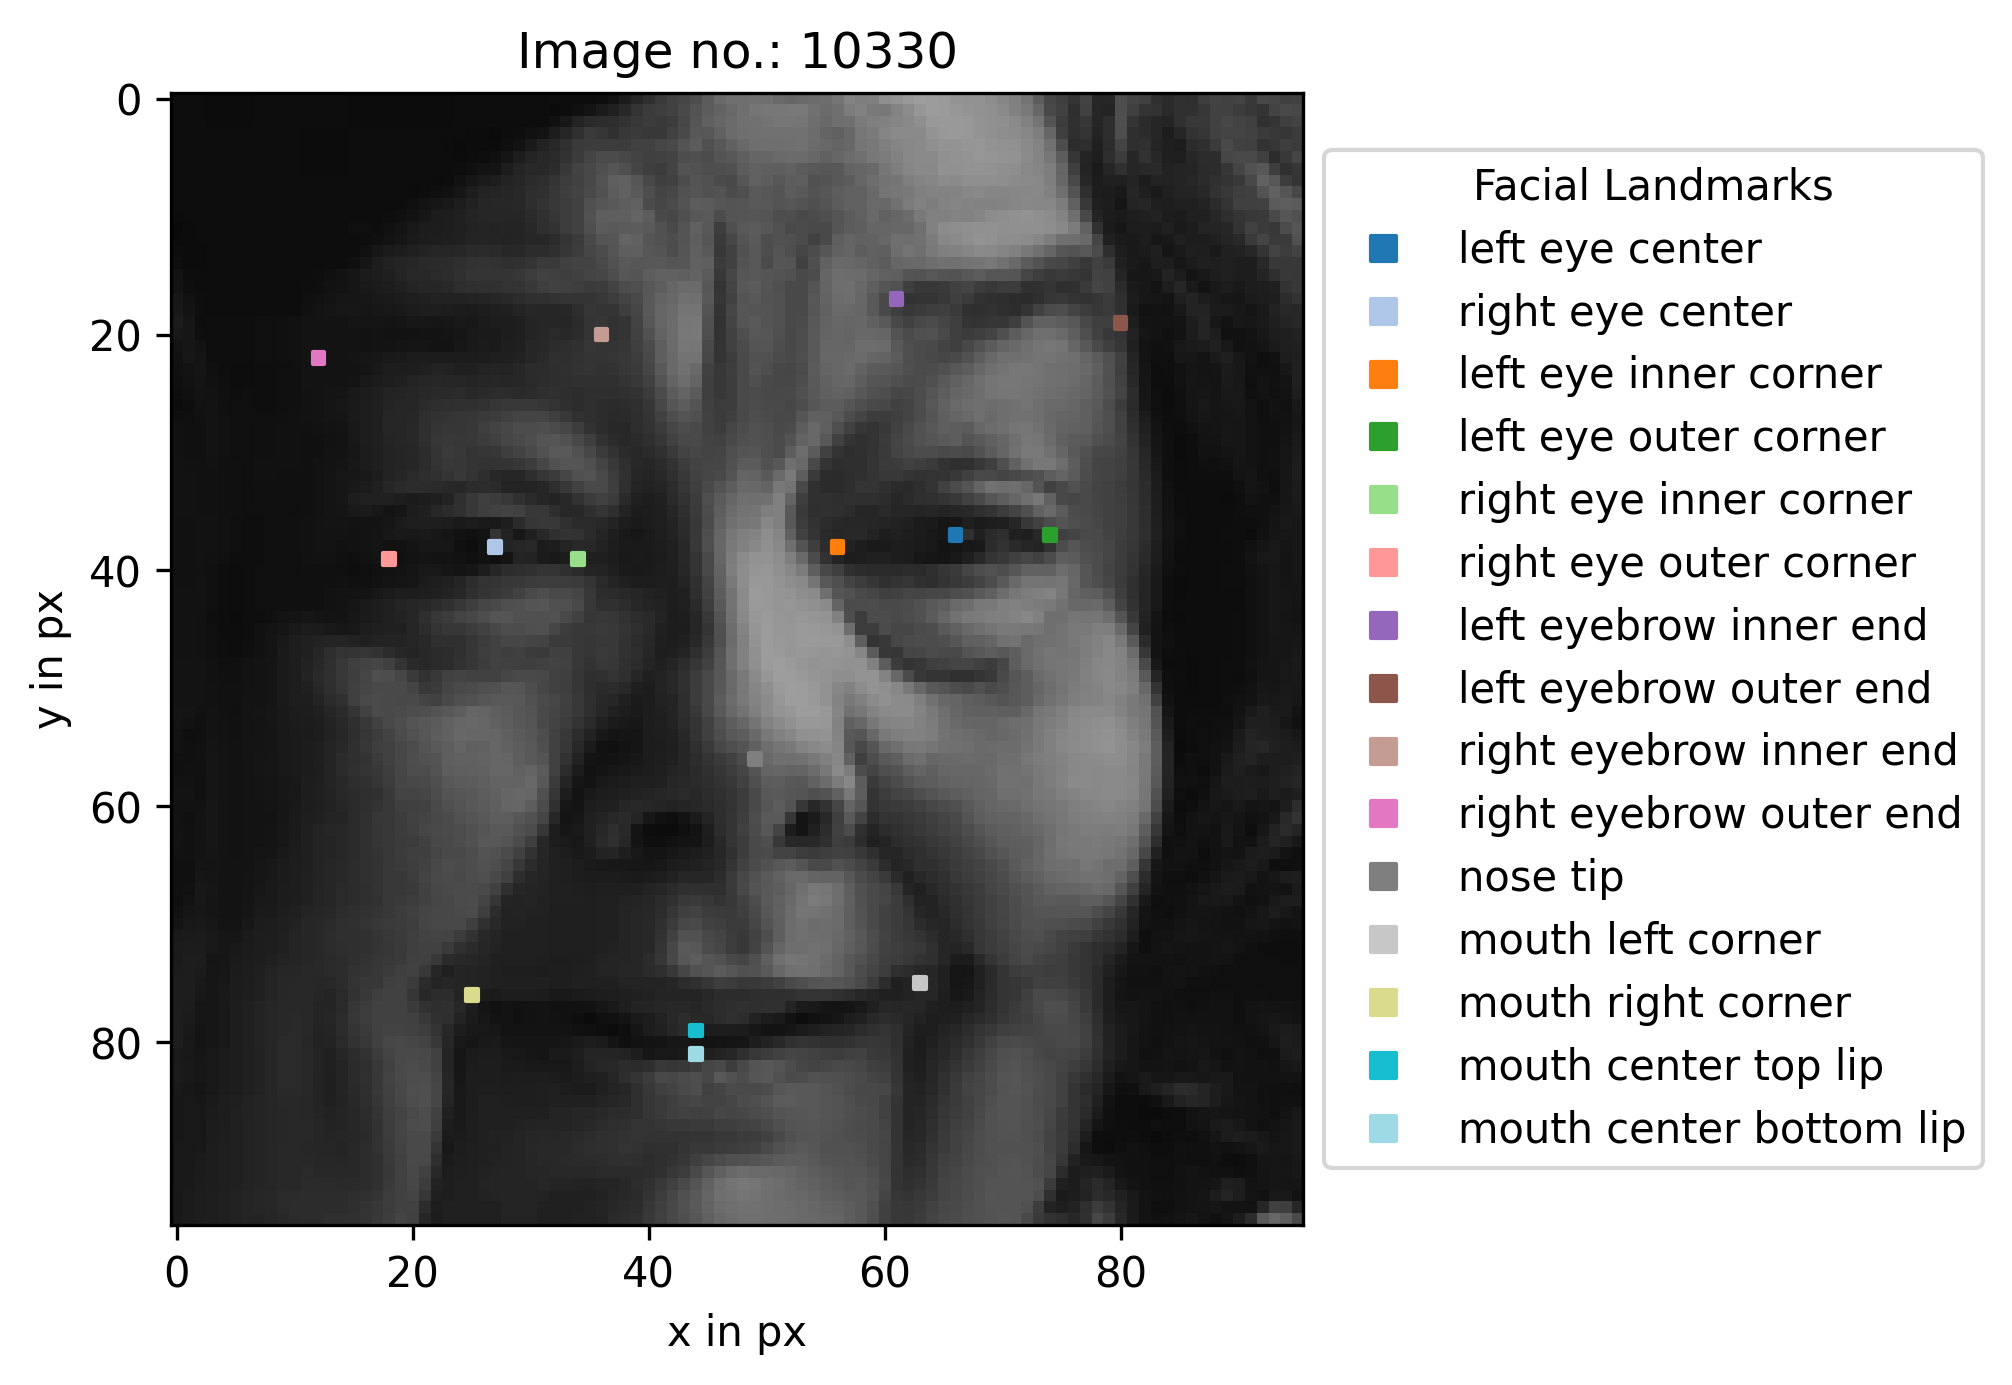 Image no.: 10330
0
20
40
60
80
y in px
0 20 40 60 80
x in px
Facial Landmarks
left eye center
right eye center
left eye inner corner
left eye outer corner
right eye inner corner
right eye outer corner
left eyebrow inner end
left eyebrow outer end
right eyebrow inner end
right eyebrow outer end
nose tip
mouth left corner
mouth right corner
mouth center top lip
mouth center bottom lip